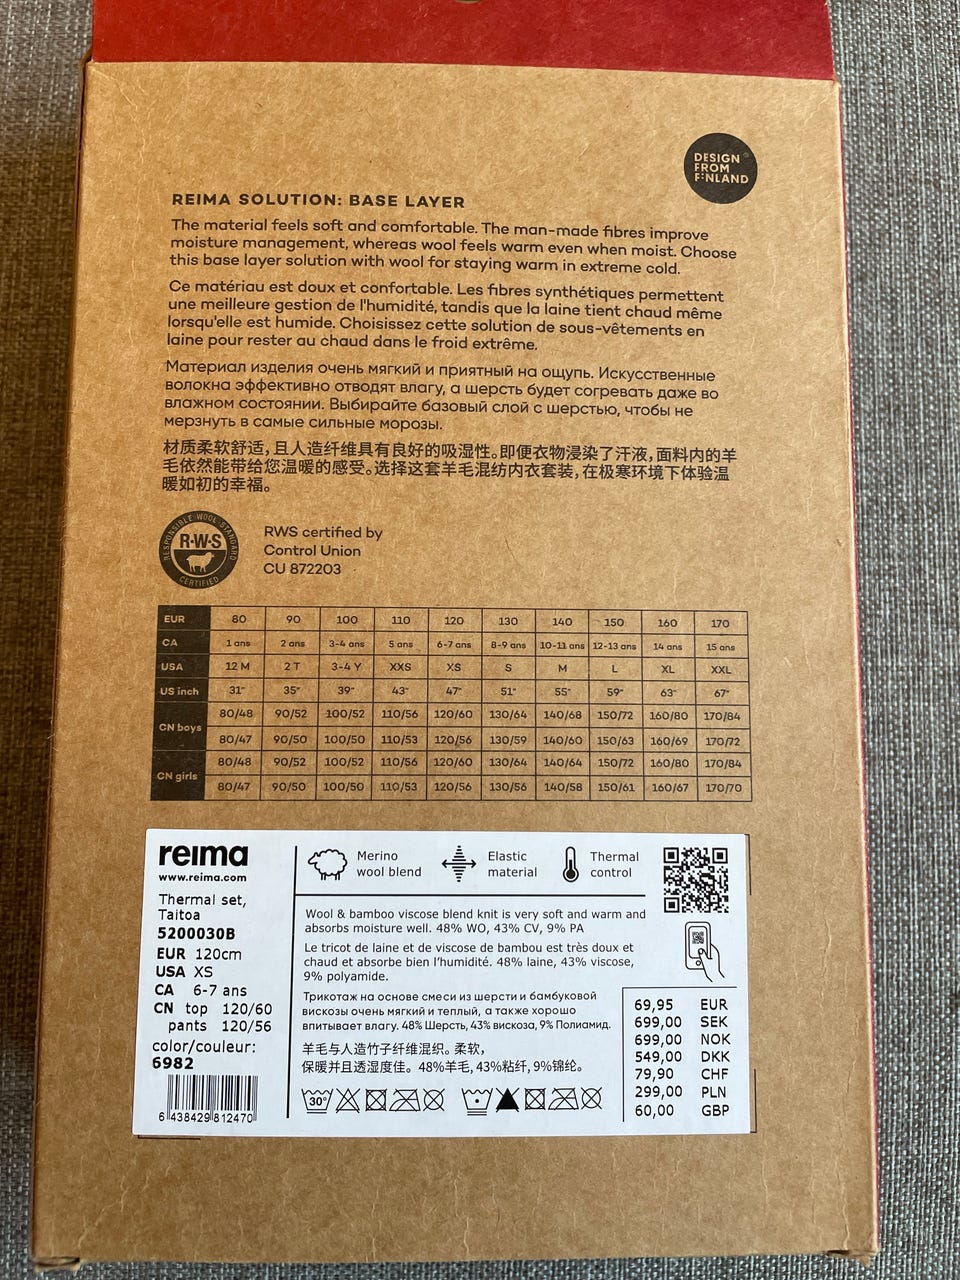 DESIGN
FROM
FINLAND
REIMA SOLUTION: BASE LAYER
The material feels soft and comfortable. The man-made fibres improve
moisture management, whereas wool feels warm even when moist. Choose
this base layer solution with wool for staying warm in extreme cold.
Ce matériau est doux et confortable. Les fibres synthétiques permettent
une meilleure gestion de l'humidité, tandis que la laine tient chaud même
lorsqu'elle est humide. Choisissez cette solution de sous-vêtements en
laine pour rester au chaud dans le froid extrême.
Материал изделия очень мягкий и приятный на ощупь. Искусственные
волокна эффективно отводят влагу, а шерсть будет согревать даже во
влажном состоянии. Выбирайте базовый слой с шерстью, чтобы не
мерзнуть в самые сильные морозы.
材质柔软舒适，且人造纤维具有良好的吸湿性。即便衣物浸染了汗液，面料内的羊
毛依然能带给您温暖的感受。选择这套羊毛混纺内衣套装，在极寒环境下体验温
暖如初的幸福。
RESPONSIBLE WOOL STANDARD
R·W·S
CERTIFIED
RWS certified by
Control Union
CU 872203
EUR 80 90 100 110 120 130 140 150 160 170
CA 1 ans 2 ans 3-4 ans 5 ans 6-7 ans 8-9 ans 10-11 ans 12-13 ans 14 ans 15 ans
USA 12 M 2 T 3-4 Y XXS XS S M L XL XXL
US inch 31" 35" 39" 43" 47" 51" 55" 59" 63" 67"
CN boys 80/48 90/52 100/52 110/56 120/60 130/64 140/68 150/72 160/80 170/84
80/47 90/50 100/50 110/53 120/56 130/59 140/60 150/63 160/69 170/72
CN girls 80/48 90/52 100/52 110/56 120/60 130/64 140/64 150/72 160/80 170/84
80/47 90/50 100/50 110/53 120/56 130/56 140/58 150/61 160/67 170/70
reima
www.reima.com
Thermal set,
Taitoa
5200030B
EUR 120cm
USA XS
CA 6-7 ans
CN top 120/60
pants 120/56
color/couleur:
6982
6 438429 812470
Merino
wool blend
Elastic
material
Thermal
control
Wool & bamboo viscose blend knit is very soft and warm and
absorbs moisture well. 48% WO, 43% CV, 9% PA
Le tricot de laine et de viscose de bambou est très doux et
chaud et absorbe bien l'humidité. 48% laine, 43% viscose,
9% polyamide.
Трикотаж на основе смеси из шерсти и бамбуковой
вискозы очень мягкий и теплый, а также хорошо
впитывает влагу. 48% Шерсть, 43% вискоза, 9% Полиамид.
羊毛与人造竹子纤维混织。柔软，
保暖并且透湿度佳。48%羊毛, 43%粘纤, 9%锦纶。
30°
69,95 EUR
699,00 SEK
699,00 NOK
549,00 DKK
79,90 CHF
299,00 PLN
60,00 GBP